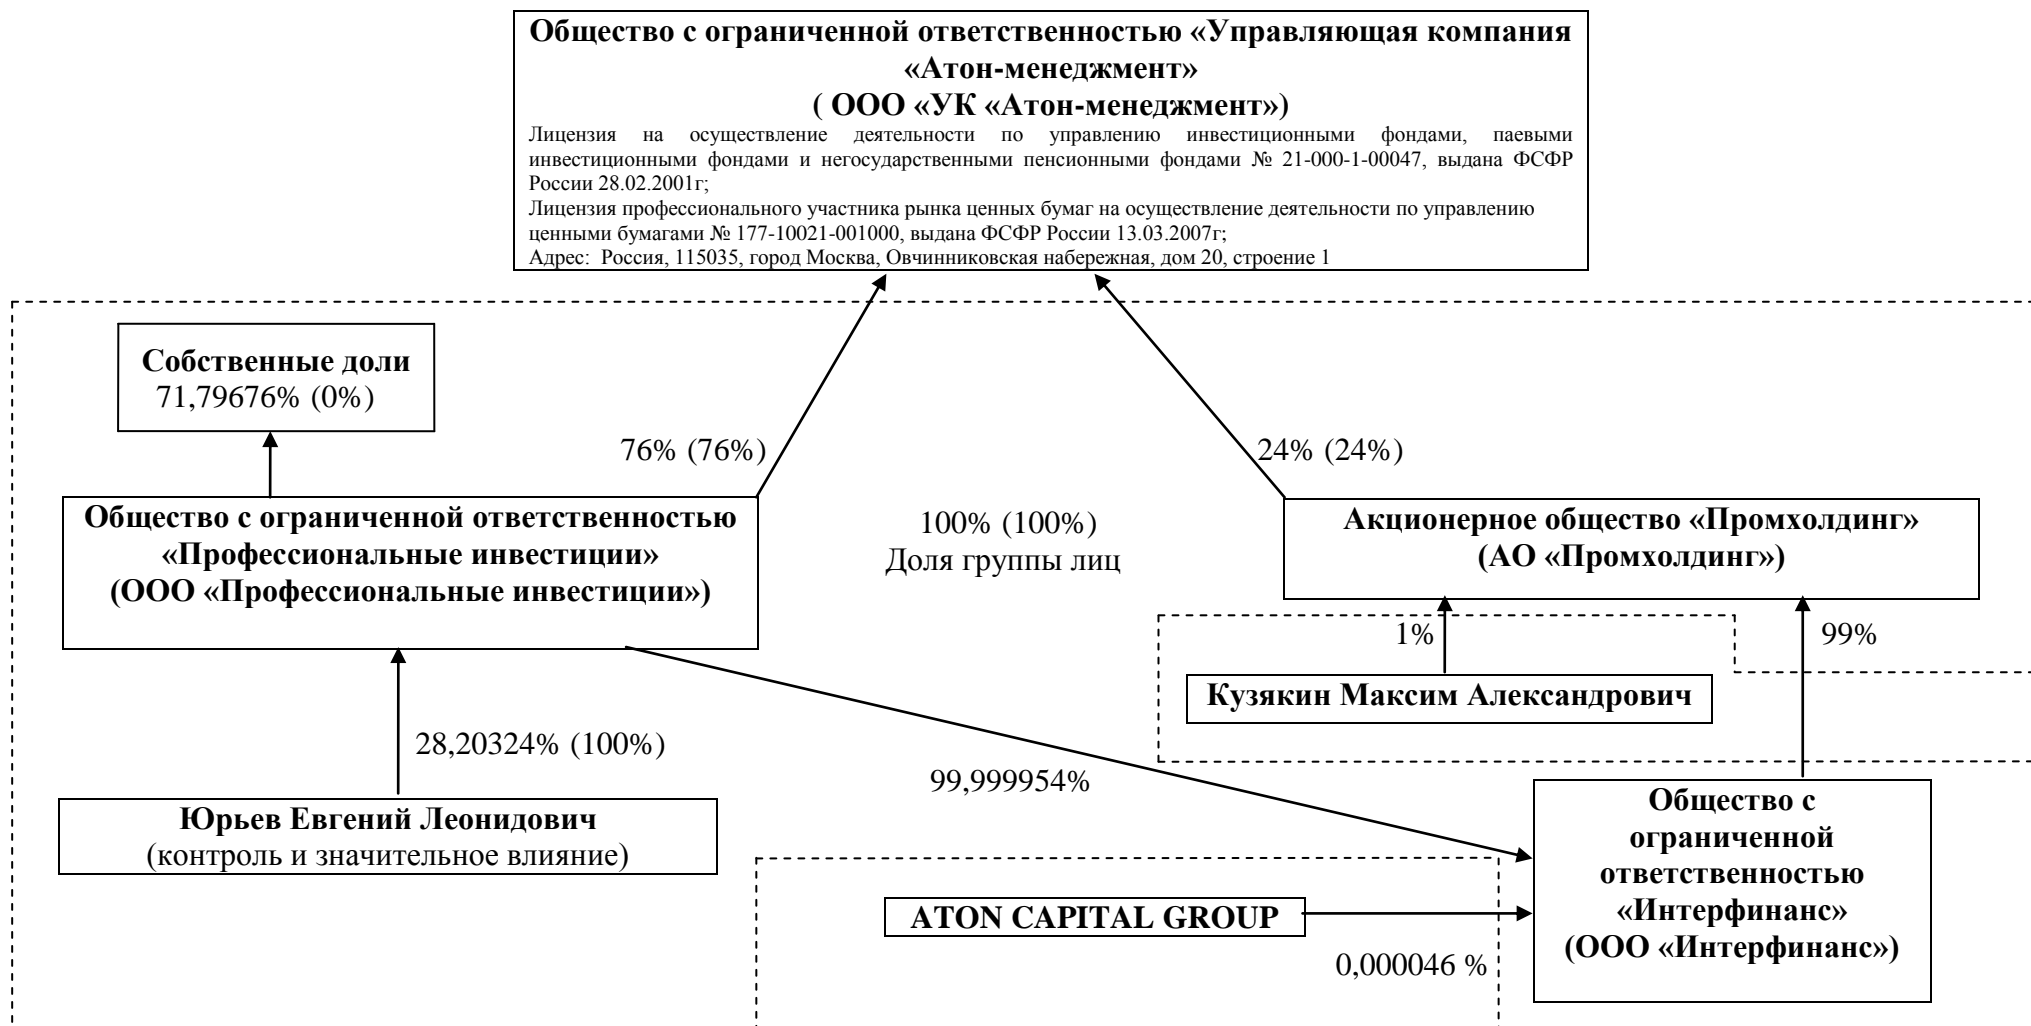 Общество с ограниченной ответственностью «Управляющая компания
«Атон-менеджмент»
( ООО «УК «Атон-менеджмент»)
Лицензия на осуществление деятельности по управлению инвестиционными фондами, паевыми
инвестиционными фондами и негосударственными пенсионными фондами № 21-000-1-00047, выдана ФСФР
России 28.02.2001г;
Лицензия профессионального участника рынка ценных бумаг на осуществление деятельности по управлению
ценными бумагами № 177-10021-001000, выдана ФСФР России 13.03.2007г;
Адрес: Россия, 115035, город Москва, Овчинниковская набережная, дом 20, строение 1
Собственные доли
71,79676% (0%)
76% (76%)
24% (24%)
Общество с ограниченной ответственностью
«Профессиональные инвестиции»
(ООО «Профессиональные инвестиции»)
100% (100%)
Доля группы лиц
Акционерное общество «Промхолдинг»
(АО «Промхолдинг»)
1%
99%
Кузякин Максим Александрович
28,20324% (100%)
99,999954%
Юрьев Евгений Леонидович
(контроль и значительное влияние)
Общество с
ограниченной
ответственностью
«Интерфинанс»
(ООО «Интерфинанс»)
ATON CAPITAL GROUP
0,000046 %